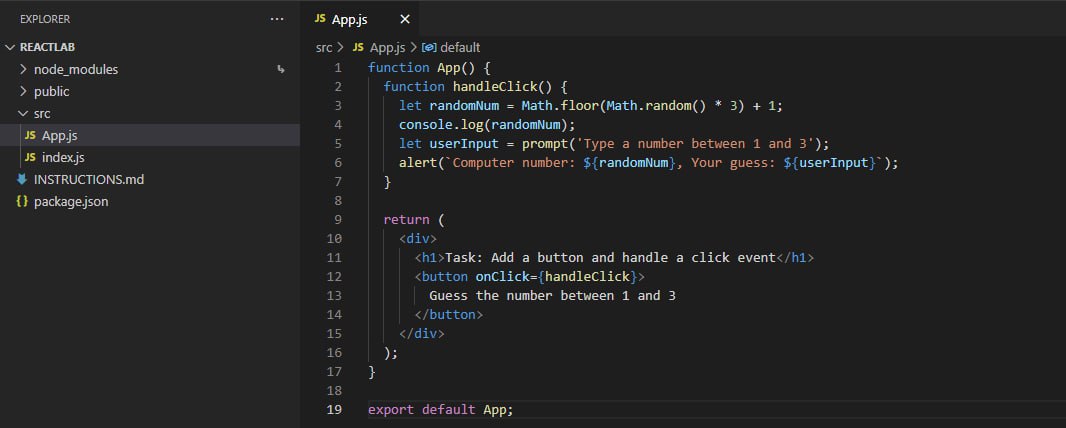 EXPLORER
REACTLAB
node_modules
public
src
JS App.js
JS index.js
INSTRUCTIONS.md
{} package.json
JS App.js
src > JS App.js > default
1 function App() {
2 function handleClick() {
3 let randomNum = Math.floor(Math.random() * 3) + 1;
4 console.log(randomNum);
5 let userInput = prompt('Type a number between 1 and 3');
6 alert(`Computer number: ${randomNum}, Your guess: ${userInput}`);
7 }
8
9 return (
10 <div>
11 <h1>Task: Add a button and handle a click event</h1>
12 <button onClick={handleClick}>
13 Guess the number between 1 and 3
14 </button>
15 </div>
16 );
17 }
18
19 export default App;